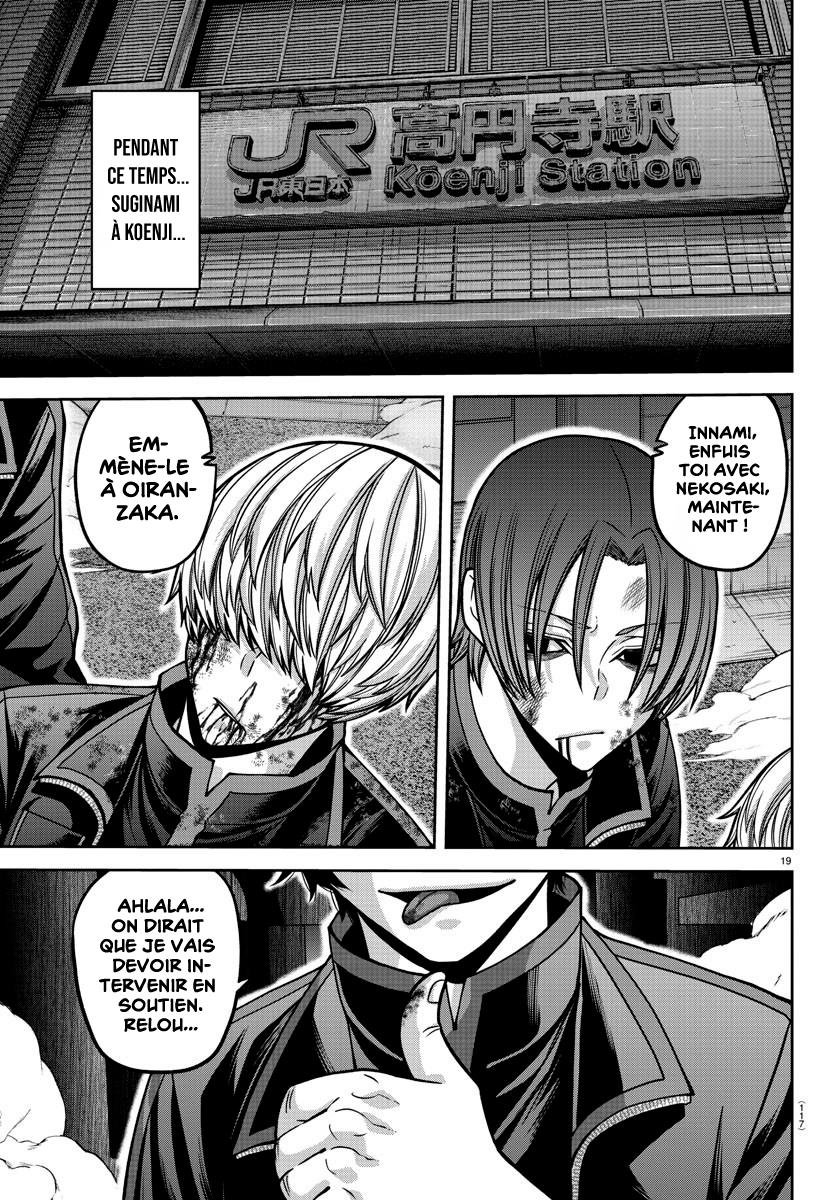 PENDANT
CE TEMPS...
SUGINAMI
À KOENJI...
JR 高円寺駅
JR東日本 Kōenji Station
INNAMI,
ENFUIS
TOI AVEC
NEKOSAKI,
MAINTE-
NANT !
EM-
MÈNE-LE
À OIRAN-
ZAKA.
19
AHLALA...
ON DIRAIT
QUE JE VAIS
DEVOIR IN-
TERVENIR EN
SOUTIEN.
RELOU...
(117)